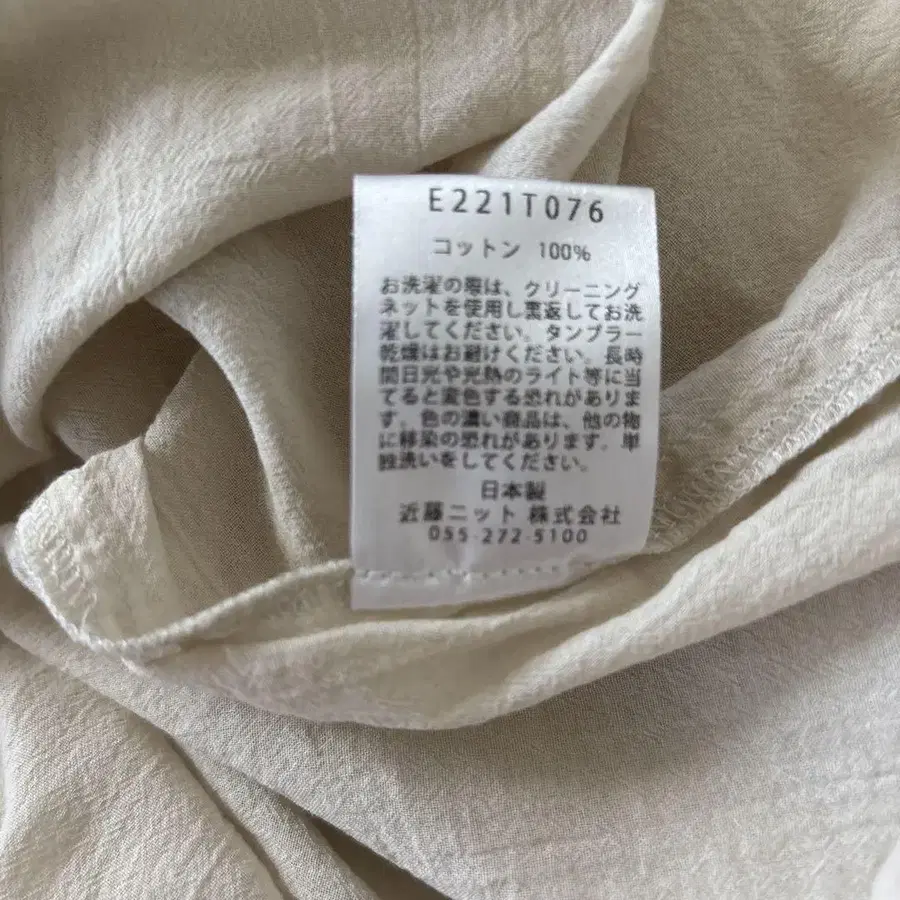 E221T076
コットン 100%
お洗濯の際は、クリーニング
ネットを使用し裏返してお洗
濯してください。タンブラー
乾燥はお避けください。長時
間日光や光熱のライト等に当
てると変色する恐れがありま
す。色の濃い商品は、他の物
に移染の恐れがあります。単
独洗いをしてください。
日本製
近藤ニット 株式会社
055-272-5100